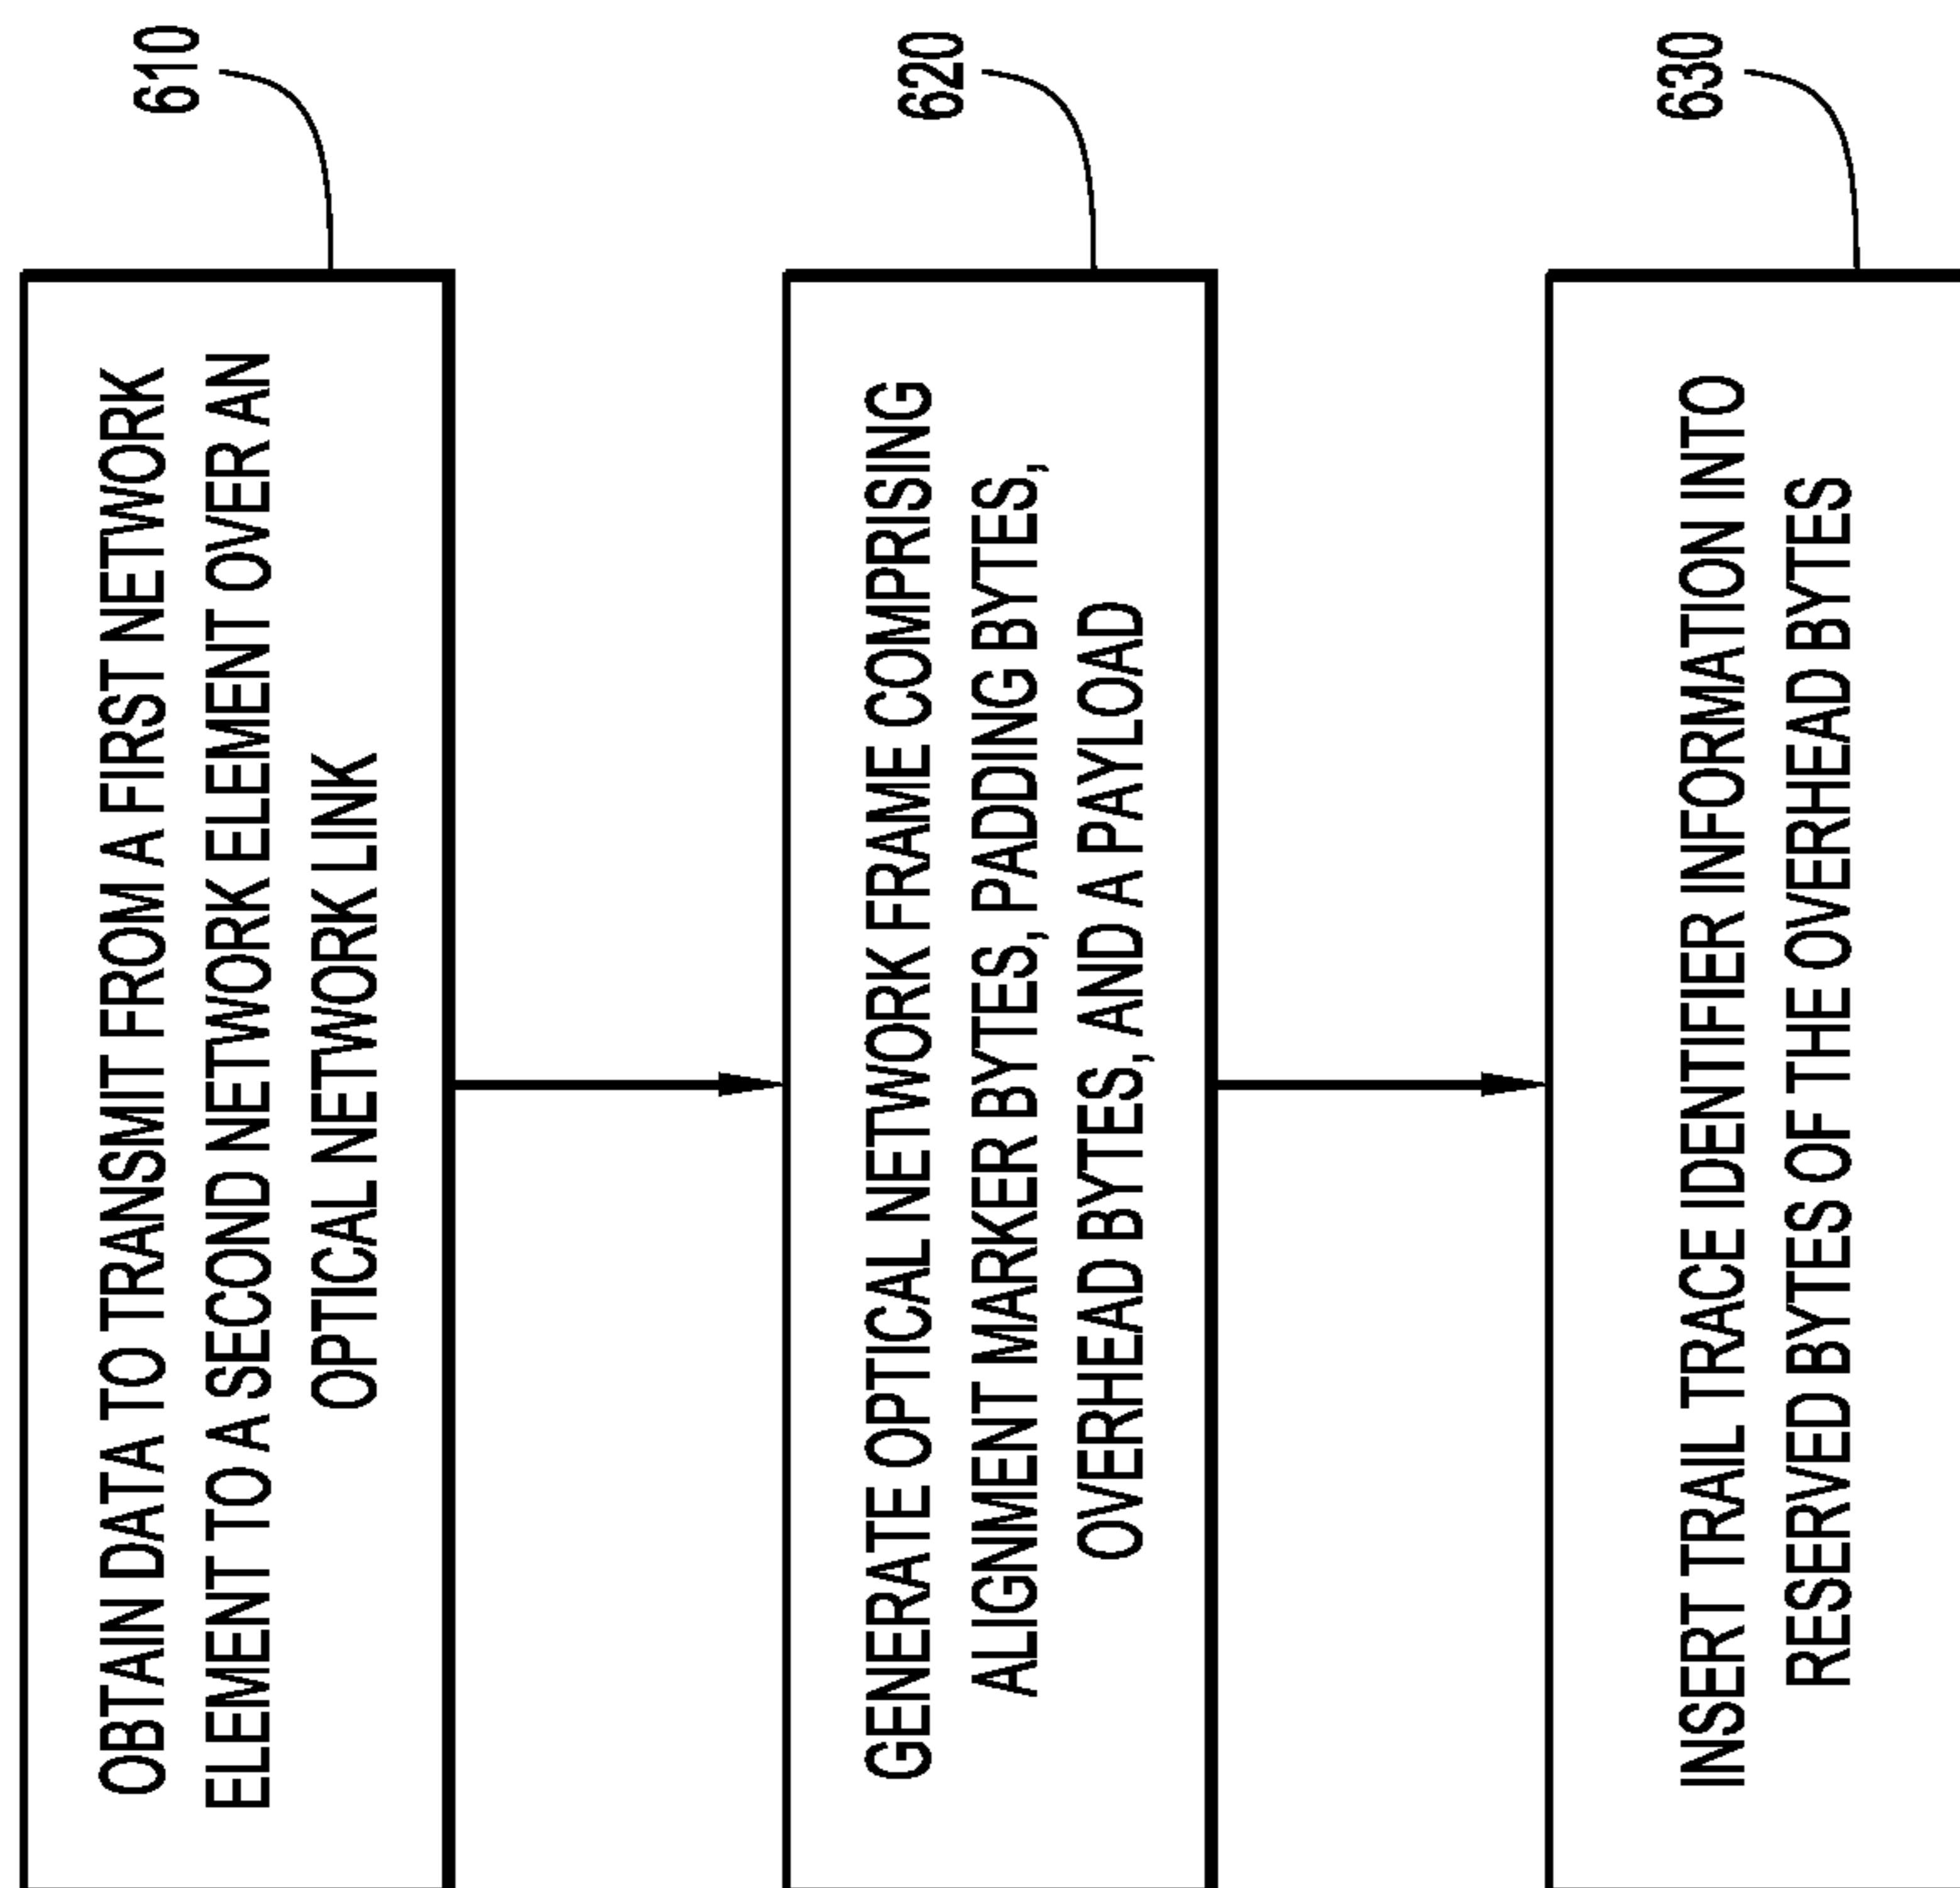 610
OBTAIN DATA TO TRANSMIT FROM A FIRST NETWORK
ELEMENT TO A SECOND NETWORK ELEMENT OVER AN
OPTICAL NETWORK LINK
620
GENERATE OPTICAL NETWORK FRAME COMPRISING
ALIGNMENT MARKER BYTES, PADDING BYTES,
OVERHEAD BYTES, AND A PAYLOAD
630
INSERT TRAIL TRACE IDENTIFIER INFORMATION INTO
RESERVED BYTES OF THE OVERHEAD BYTES